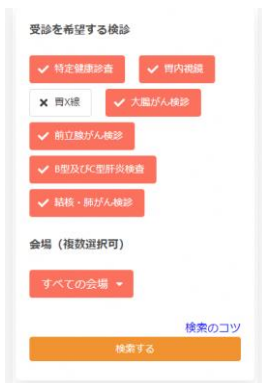 受診を希望する検診
✔ 特定健康診査 ✔ 胃内視鏡
✖ 胃X線 ✔ 大腸がん検診
✔ 前立腺がん検診
✔ B型及びC型肝炎検査
✔ 結核・肺がん検診
会場（複数選択可）
すべての会場
検索のコツ
検索する